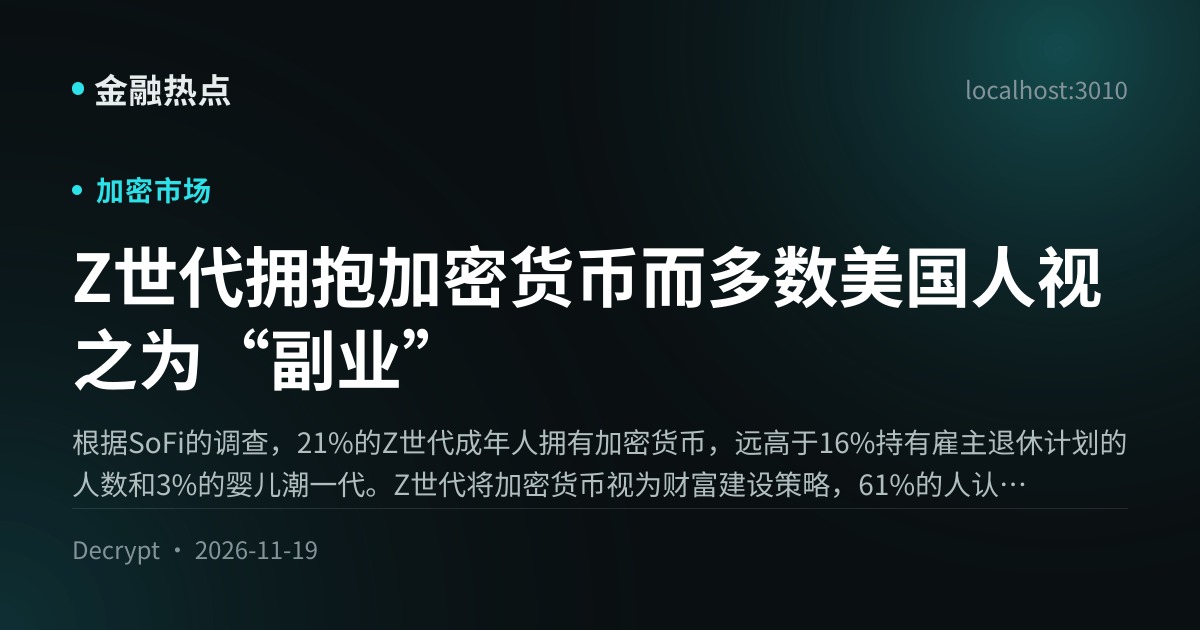 金融热点
localhost:3010
加密市场
Z世代拥抱加密货币而多数美国人视
之为“副业”
根据SoFi的调查，21%的Z世代成年人拥有加密货币，远高于16%持有雇主退休计划的
人数和3%的婴儿潮一代。Z世代将加密货币视为财富建设策略，61%的人认…
Decrypt · 2026-11-19